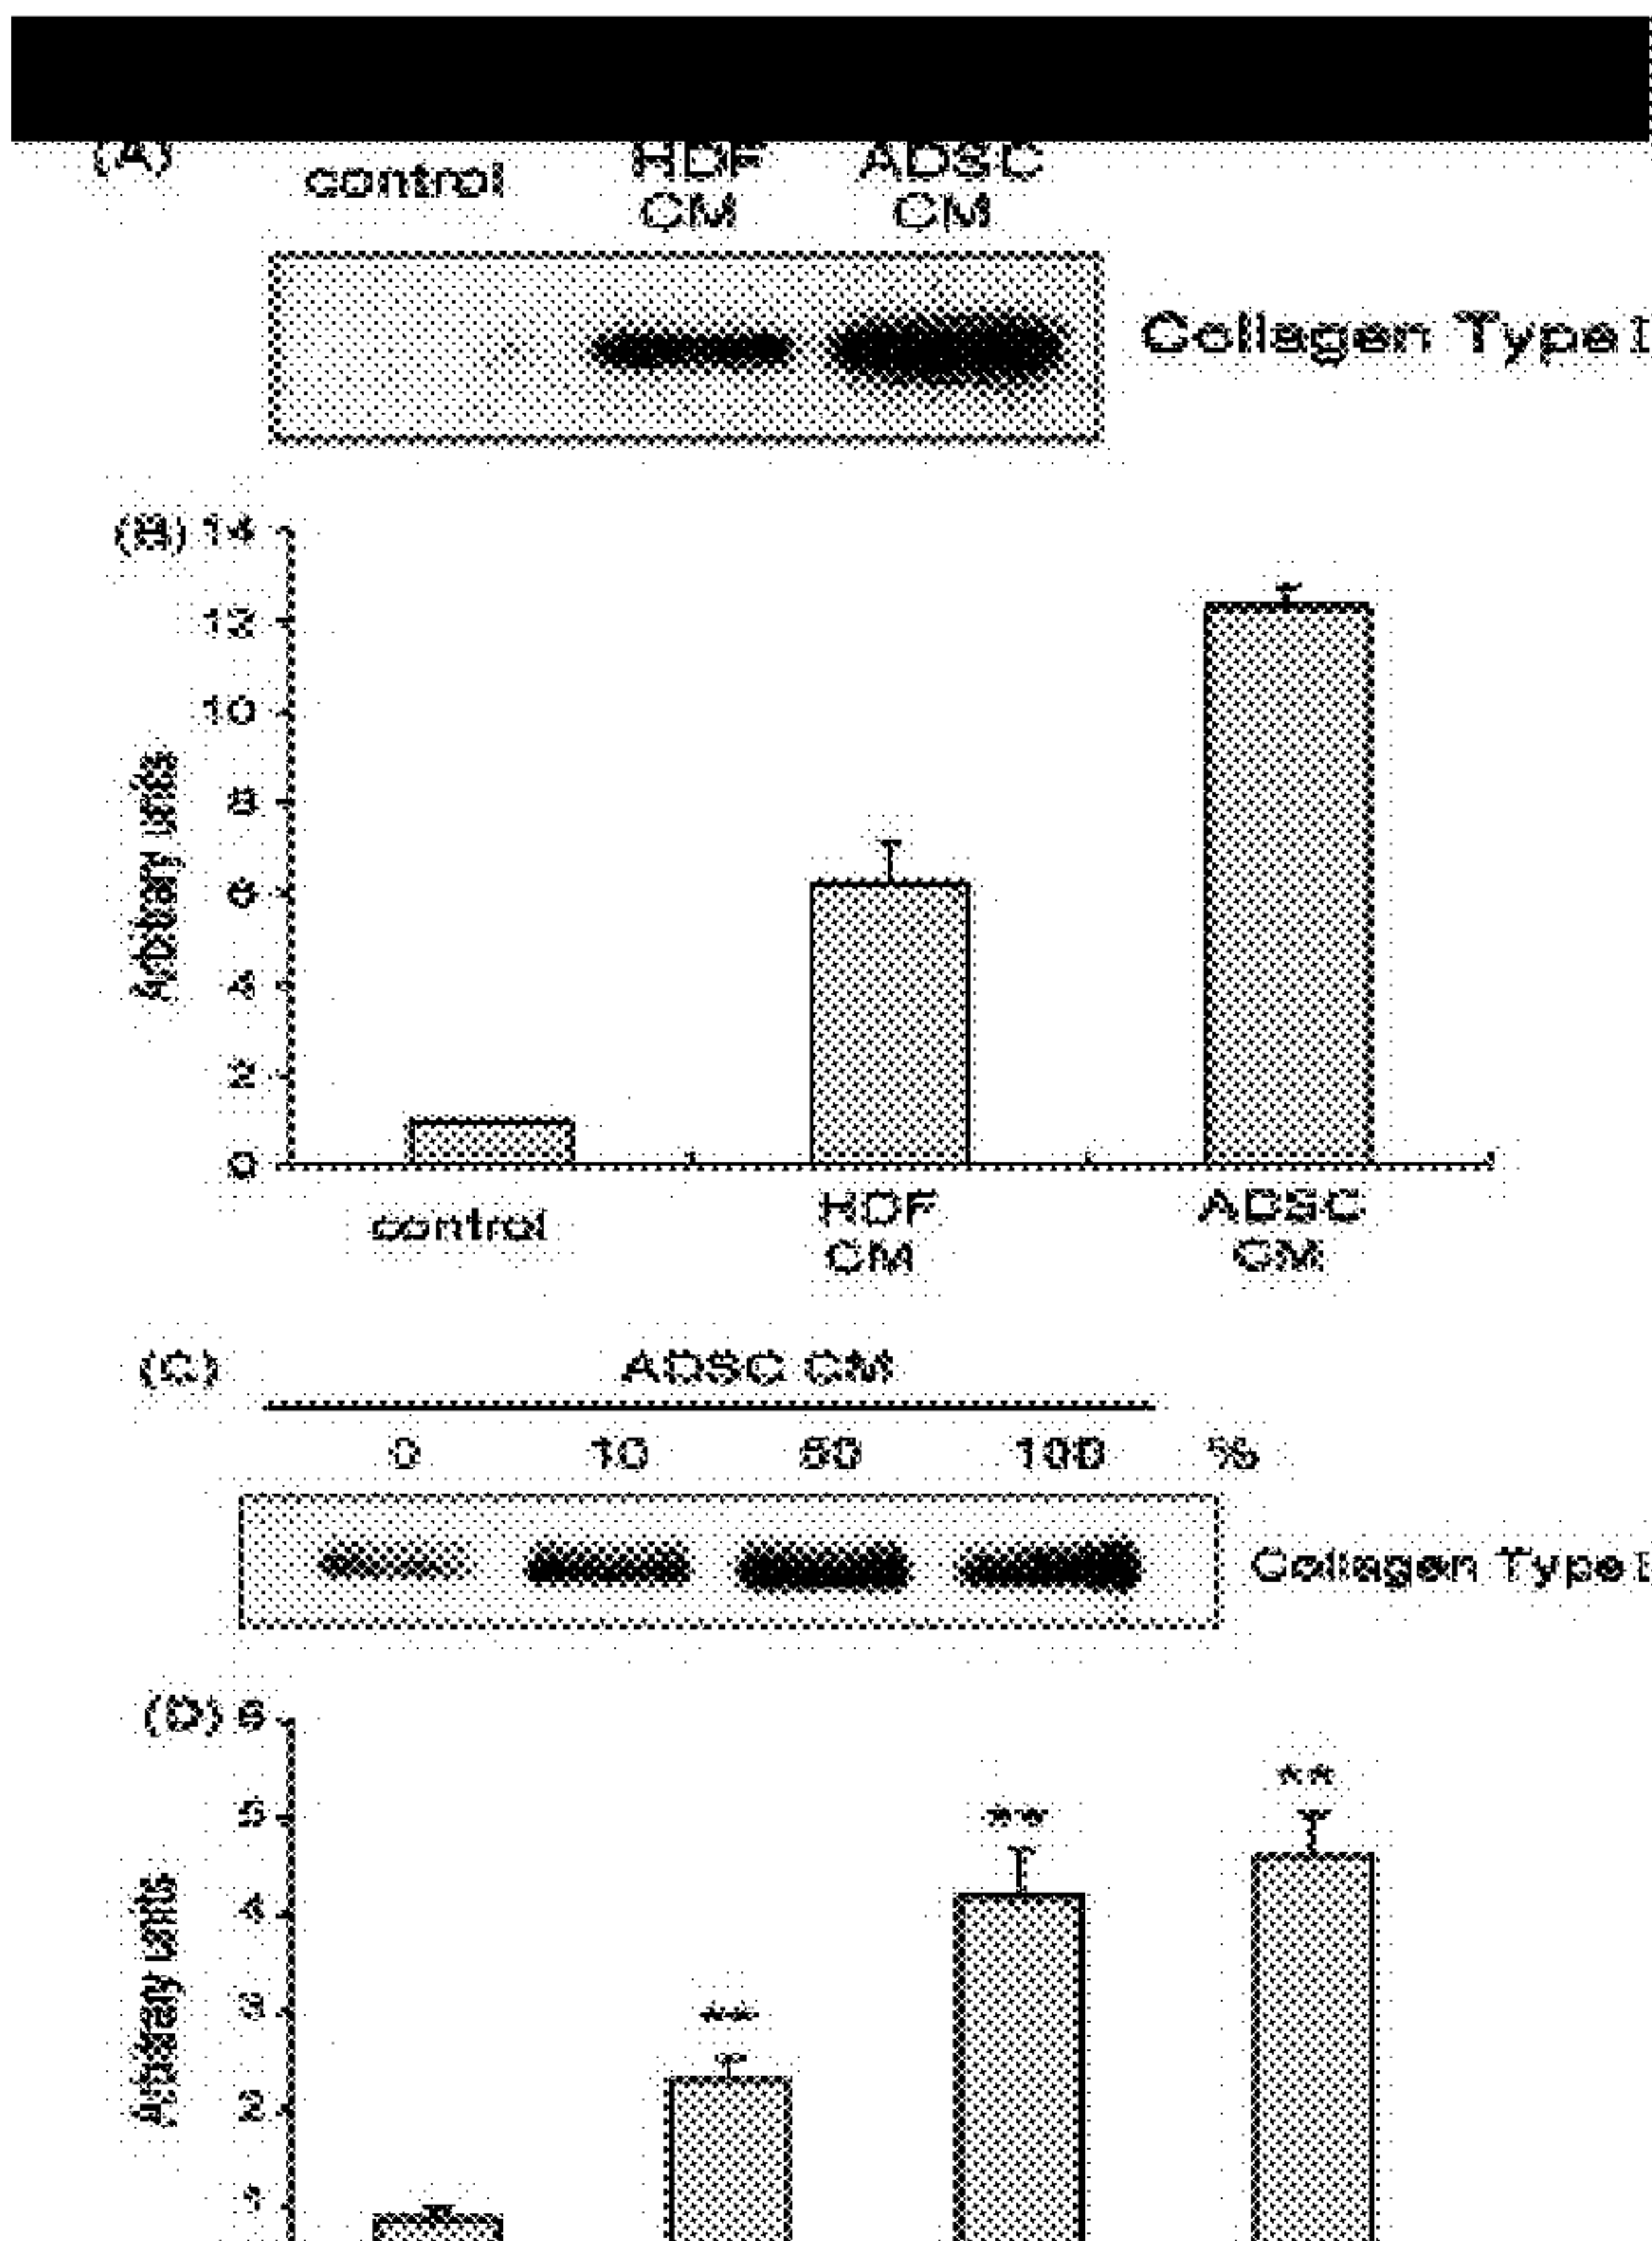 (A)
control
HDF
CM
ADSC
CM
Collagen Type I
(B)
14
12
10
8
6
4
2
0
Arbitrary units
control
HDF
CM
ADSC
CM
(C)
ADSC CM
0 10 50 100 %
Collagen Type I
(D)
6
5
4
3
2
1
Arbitrary units
**
**
**